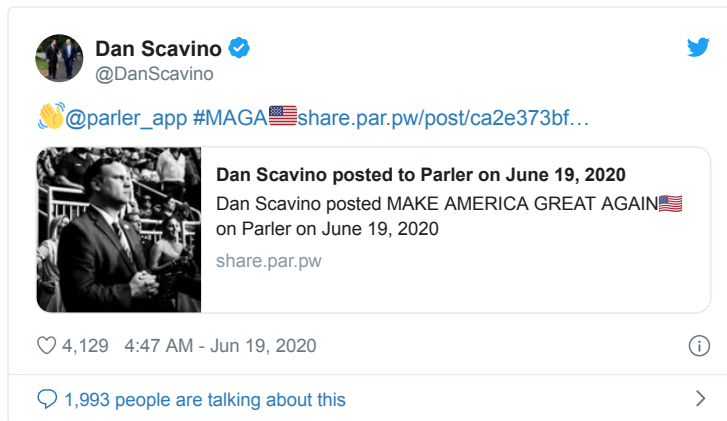 Dan Scavino
@DanScavino
👋@parler_app #MAGA🇺🇸share.par.pw/post/ca2e373bf…
Dan Scavino posted to Parler on June 19, 2020
Dan Scavino posted MAKE AMERICA GREAT AGAIN🇺🇸
on Parler on June 19, 2020
share.par.pw
4,129 4:47 AM - Jun 19, 2020
1,993 people are talking about this